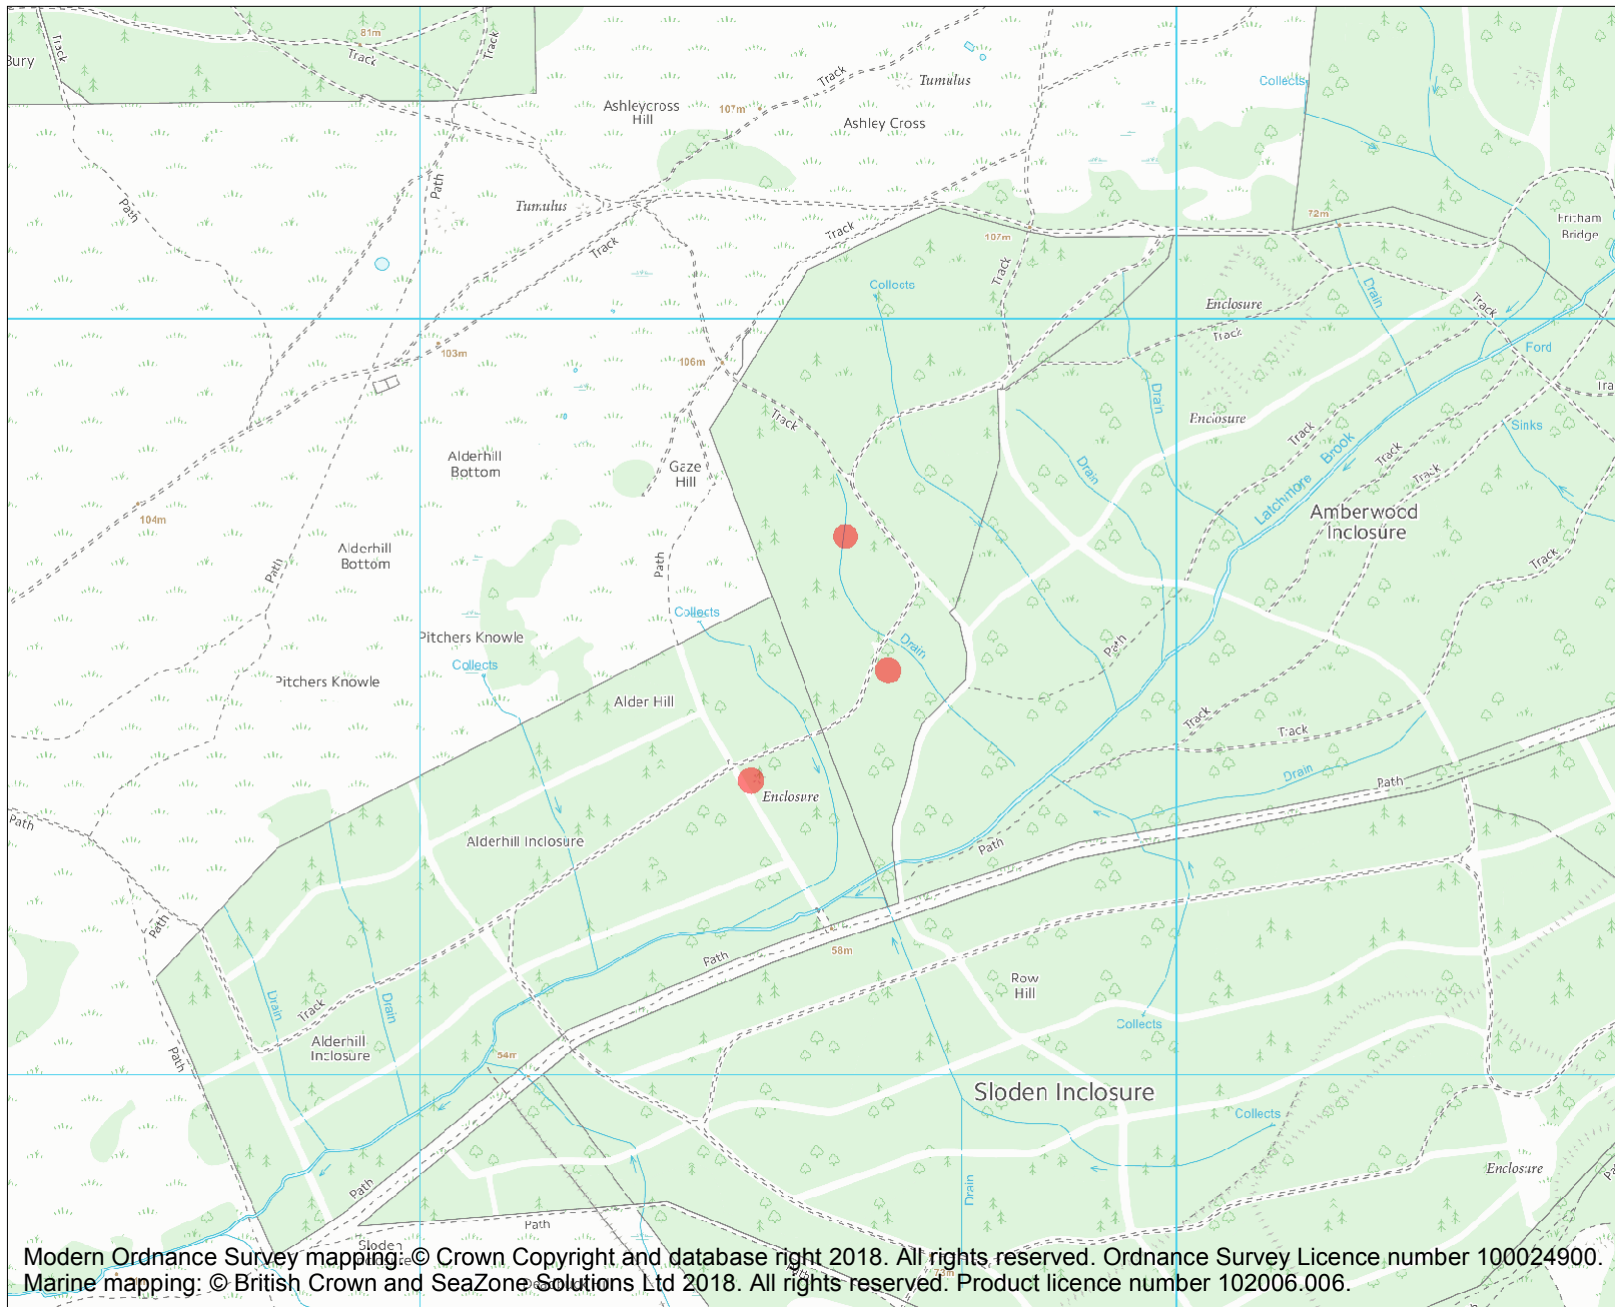 81m
Track
Track
Track
Bury
Collects
Track
Tumulus
Ashleycross
Hill
107m
Ashley Cross
Path
Path
Tumulus
72m
Fritham
Bridge
Track
Track
107m
Track
Collects
Drain
Enclosure
Track
Track
103m
106m
Ford
Drain
Track
Enclosure
Sinks
Track
Brook
Latchmore
Track
Track
Alderhill
Bottom
Gaze
Hill
Drain
104m
Amberwood
Inclosure
Alderhill
Bottom
Path
Path
Track
Collects
Pitchers Knowle
Collects
Drain
Path
Pitchers Knowle
Alder Hill
Track
Track
Drain
Path
Enclosure
Path
Alderhill Inclosure
Path
Path
58m
Path
Row
Hill
Drain
Drain
Track
Collects
Alderhill
Inclosure
54m
Path
Sloden Inclosure
Collects
Enclosure
Path
Drain
Path
Sloden
Modern Ordnance Survey mapping: © Crown Copyright and database right 2018. All rights reserved. Ordnance Survey Licence number 100024900.
Marine mapping: © British Crown and SeaZone Solutions Ltd 2018. All rights reserved. Product licence number 102006.006.